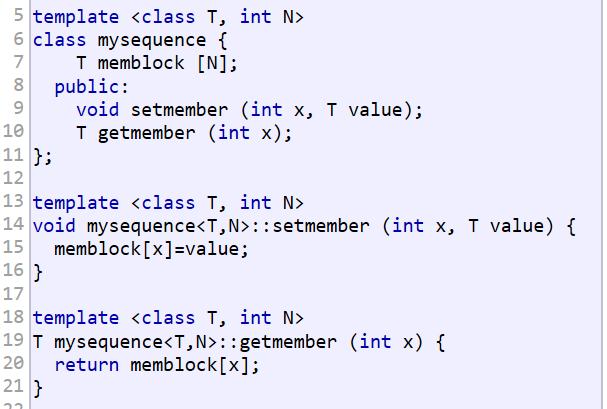 5 template <class T, int N>
6 class mysequence {
7     T memblock [N];
8   public:
9     void setmember (int x, T value);
10     T getmember (int x);
11 };
12
13 template <class T, int N>
14 void mysequence<T,N>::setmember (int x, T value) {
15   memblock[x]=value;
16 }
17
18 template <class T, int N>
19 T mysequence<T,N>::getmember (int x) {
20   return memblock[x];
21 }